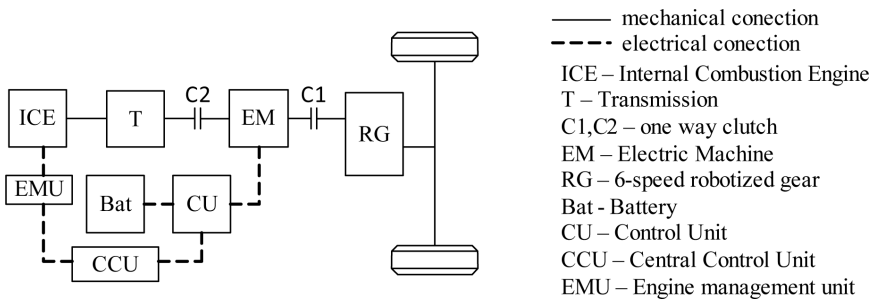 mechanical conection
electrical conection
ICE – Internal Combustion Engine
T – Transmission
C1,C2 – one way clutch
EM – Electric Machine
RG – 6-speed robotized gear
Bat - Battery
CU – Control Unit
CCU – Central Control Unit
EMU – Engine management unit
C2
C1
ICE
T
EM
RG
EMU
Bat
CU
CCU